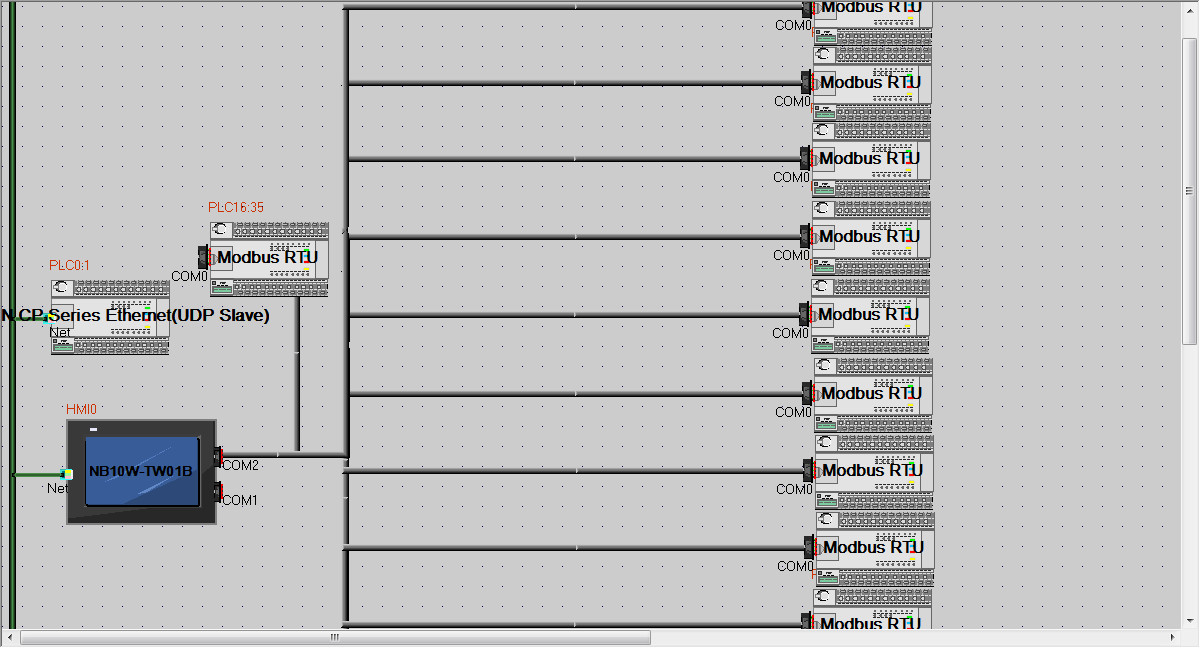 Modbus RTU
COM0
Modbus RTU
COM0
Modbus RTU
COM0
PLC16:35
Modbus RTU
COM0
Modbus RTU
COM0
PLC0:1
N CP Series Ethernet(UDP Slave)
Net
Modbus RTU
COM0
Modbus RTU
COM0
HMI0
NB10W-TW01B
COM2
Net
COM1
Modbus RTU
COM0
Modbus RTU
COM0
Modbus RTU